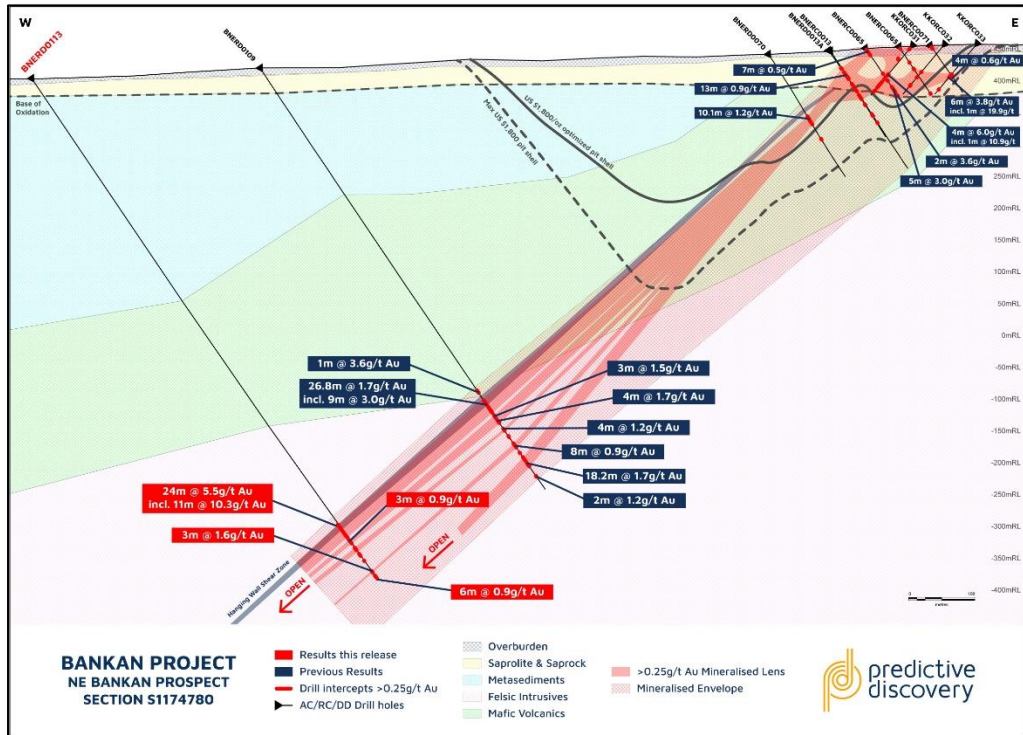 W
E
BNERD0113
BNERD0109
BNERD0070
BNERD0013A
BNERC0013
BNERC0065
BNERC0068
KKORC031
BNERC0071
KKORC032
KKORC033
450mRL
400mRL
250mRL
200mRL
150mRL
100mRL
50mRL
0mRL
-50mRL
-100mRL
-150mRL
-200mRL
-250mRL
-300mRL
-350mRL
-400mRL
Base of
Oxidation
US $1,800/oz optimized pit shell
Max US $1,800 pit shell
7m @ 0.5g/t Au
13m @ 0.9g/t Au
10.1m @ 1.2g/t Au
4m @ 0.6g/t Au
6m @ 3.8g/t Au
incl. 1m @ 19.9g/t
4m @ 6.0g/t Au
incl. 1m @ 10.9g/t
2m @ 3.6g/t Au
5m @ 3.0g/t Au
1m @ 3.6g/t Au
26.8m @ 1.7g/t Au
incl. 9m @ 3.0g/t Au
3m @ 1.5g/t Au
4m @ 1.7g/t Au
4m @ 1.2g/t Au
8m @ 0.9g/t Au
18.2m @ 1.7g/t Au
2m @ 1.2g/t Au
24m @ 5.5g/t Au
incl. 11m @ 10.3g/t Au
3m @ 0.9g/t Au
3m @ 1.6g/t Au
6m @ 0.9g/t Au
OPEN
OPEN
Hanging Wall Shear Zone
0 100
metres
BANKAN PROJECT
NE BANKAN PROSPECT
SECTION S1174780
Results this release
Previous Results
Drill intercepts >0.25g/t Au
AC/RC/DD Drill holes
Overburden
Saprolite & Saprock
Metasediments
Felsic Intrusives
Mafic Volcanics
>0.25g/t Au Mineralised Lens
Mineralised Envelope
predictive
discovery